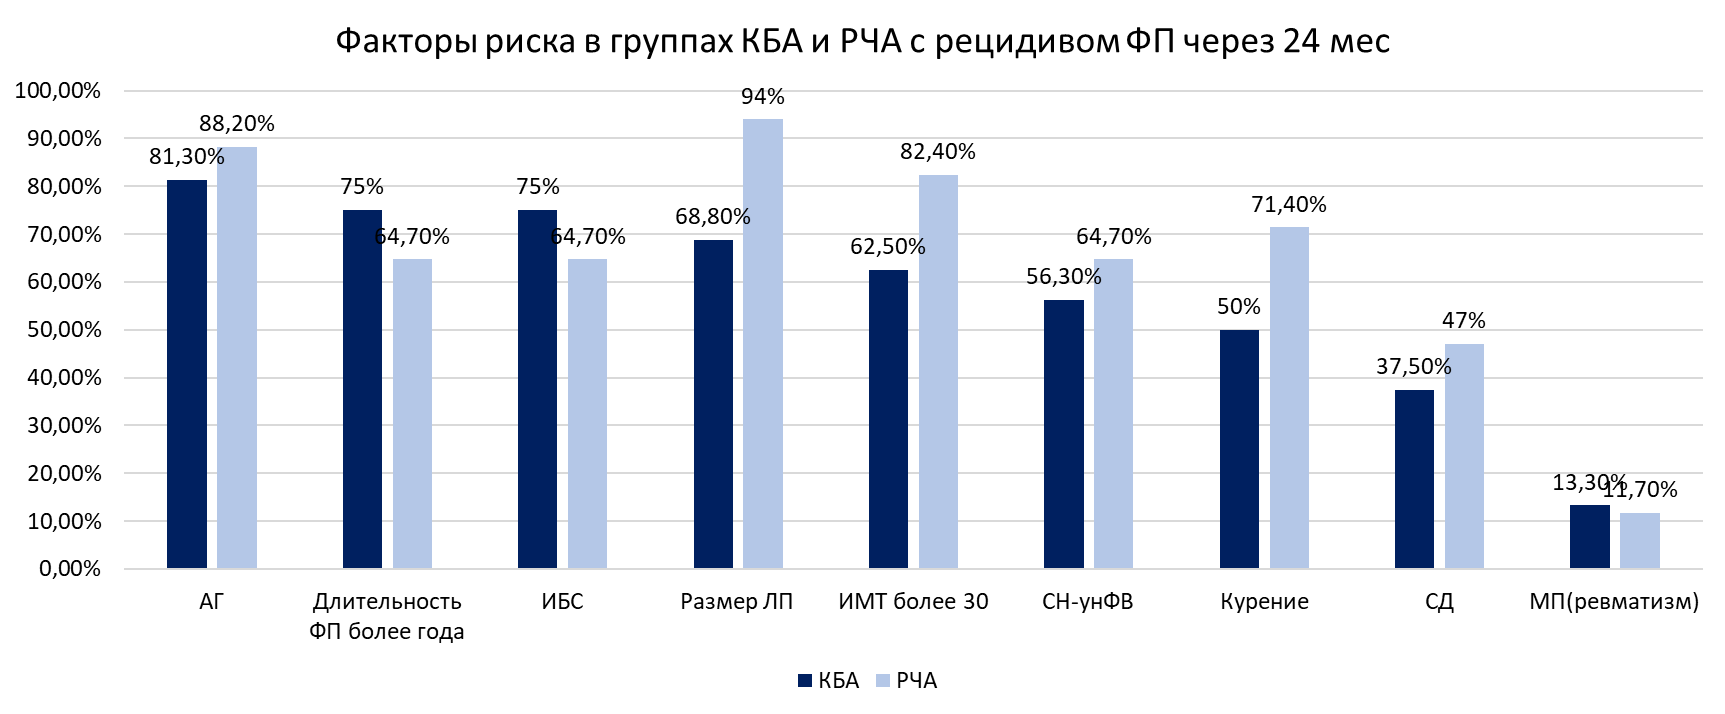 Факторы риска в группах КБА и РЧА с рецидивом ФП через 24 мес
100,00%
90,00%
80,00%
70,00%
60,00%
50,00%
40,00%
30,00%
20,00%
10,00%
0,00%
81,30%
88,20%
75%
64,70%
75%
64,70%
68,80%
94%
62,50%
82,40%
56,30%
64,70%
50%
71,40%
37,50%
47%
13,30%
11,70%
АГ
Длительность
ФП более года
ИБС
Размер ЛП
ИМТ более 30
СН-унФВ
Курение
СД
МП(ревматизм)
КБА
РЧА